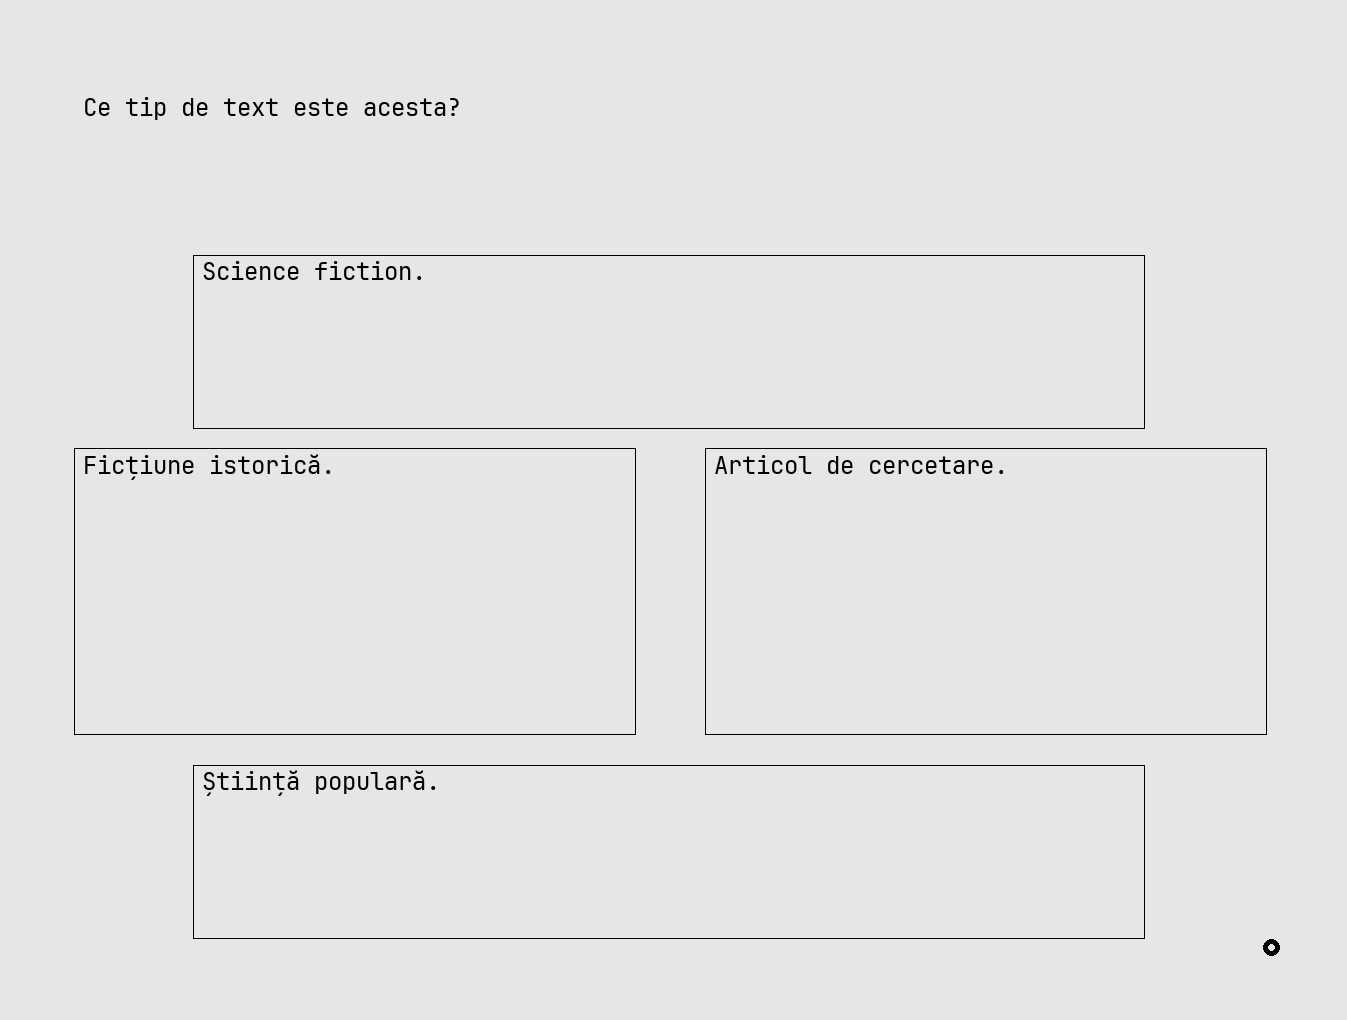 Ce tip de text este acesta?
Science fiction.
Ficțiune istorică.
Articol de cercetare.
Știință populară.